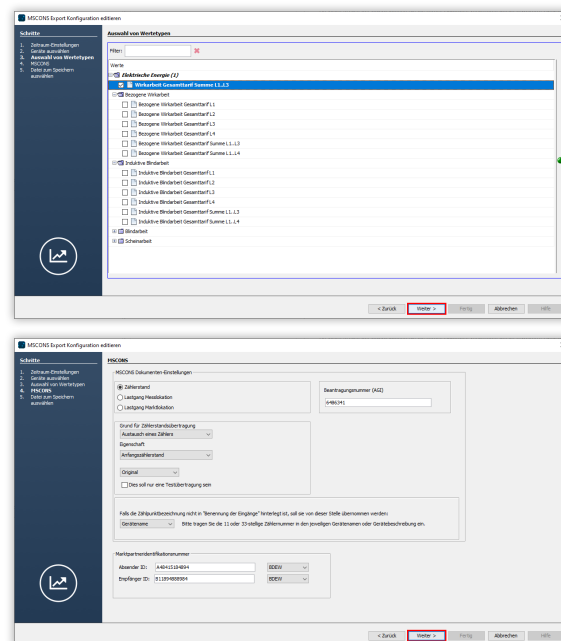 MSCONS Export Konfiguration editieren
Schritte
1. Zeitraum-Einstellungen
2. Geräte auswählen
3. Auswahl von Wertetypen
4. MSCONS
5. Datei zum Speichern
auswählen
Auswahl von Wertetypen
Filter:
Werte
Elektrische Energie (1)
Wirkarbeit Gesamttarif Summe L1..L3
Bezogene Wirkarbeit
Bezogene Wirkarbeit Gesamttarif L1
Bezogene Wirkarbeit Gesamttarif L2
Bezogene Wirkarbeit Gesamttarif L3
Bezogene Wirkarbeit Gesamttarif L4
Bezogene Wirkarbeit Gesamttarif Summe L1..L3
Bezogene Wirkarbeit Gesamttarif Summe L1..L4
Induktive Blindarbeit
Induktive Blindarbeit Gesamttarif L1
Induktive Blindarbeit Gesamttarif L2
Induktive Blindarbeit Gesamttarif L3
Induktive Blindarbeit Gesamttarif L4
Induktive Blindarbeit Gesamttarif Summe L1..L3
Induktive Blindarbeit Gesamttarif Summe L1..L4
Blindarbeit
Scheinarbeit
< Zurück Weiter > Fertig Abbrechen Hilfe
MSCONS Export Konfiguration editieren
Schritte
1. Zeitraum-Einstellungen
2. Geräte auswählen
3. Auswahl von Wertetypen
4. MSCONS
5. Datei zum Speichern
auswählen
MSCONS
MSCONS Dokumenten-Einstellungen
Zählerstand
Lastgang Messlokation
Lastgang Marktlokation
Beantragungsnummer (AGI)
6486341
Grund für Zählerstandsübertragung
Austausch eines Zählers
Eigenschaft
Anfangszählerstand
Original
Dies soll nur eine Testübertragung sein
Falls die Zählpunktbezeichnung nicht in "Benennung der Eingänge" hinterlegt ist, soll sie von dieser Stelle übernommen werden:
Gerätename Bitte tragen Sie die 11 oder 33-stellige Zählernummer in den jeweiligen Gerätenamen oder Gerätebeschreibung ein.
Marktpartneridentifikationsnummer
Absender ID: A48415184894 BDEW
Empfänger ID: B11894888984 BDEW
< Zurück Weiter > Fertig Abbrechen Hilfe